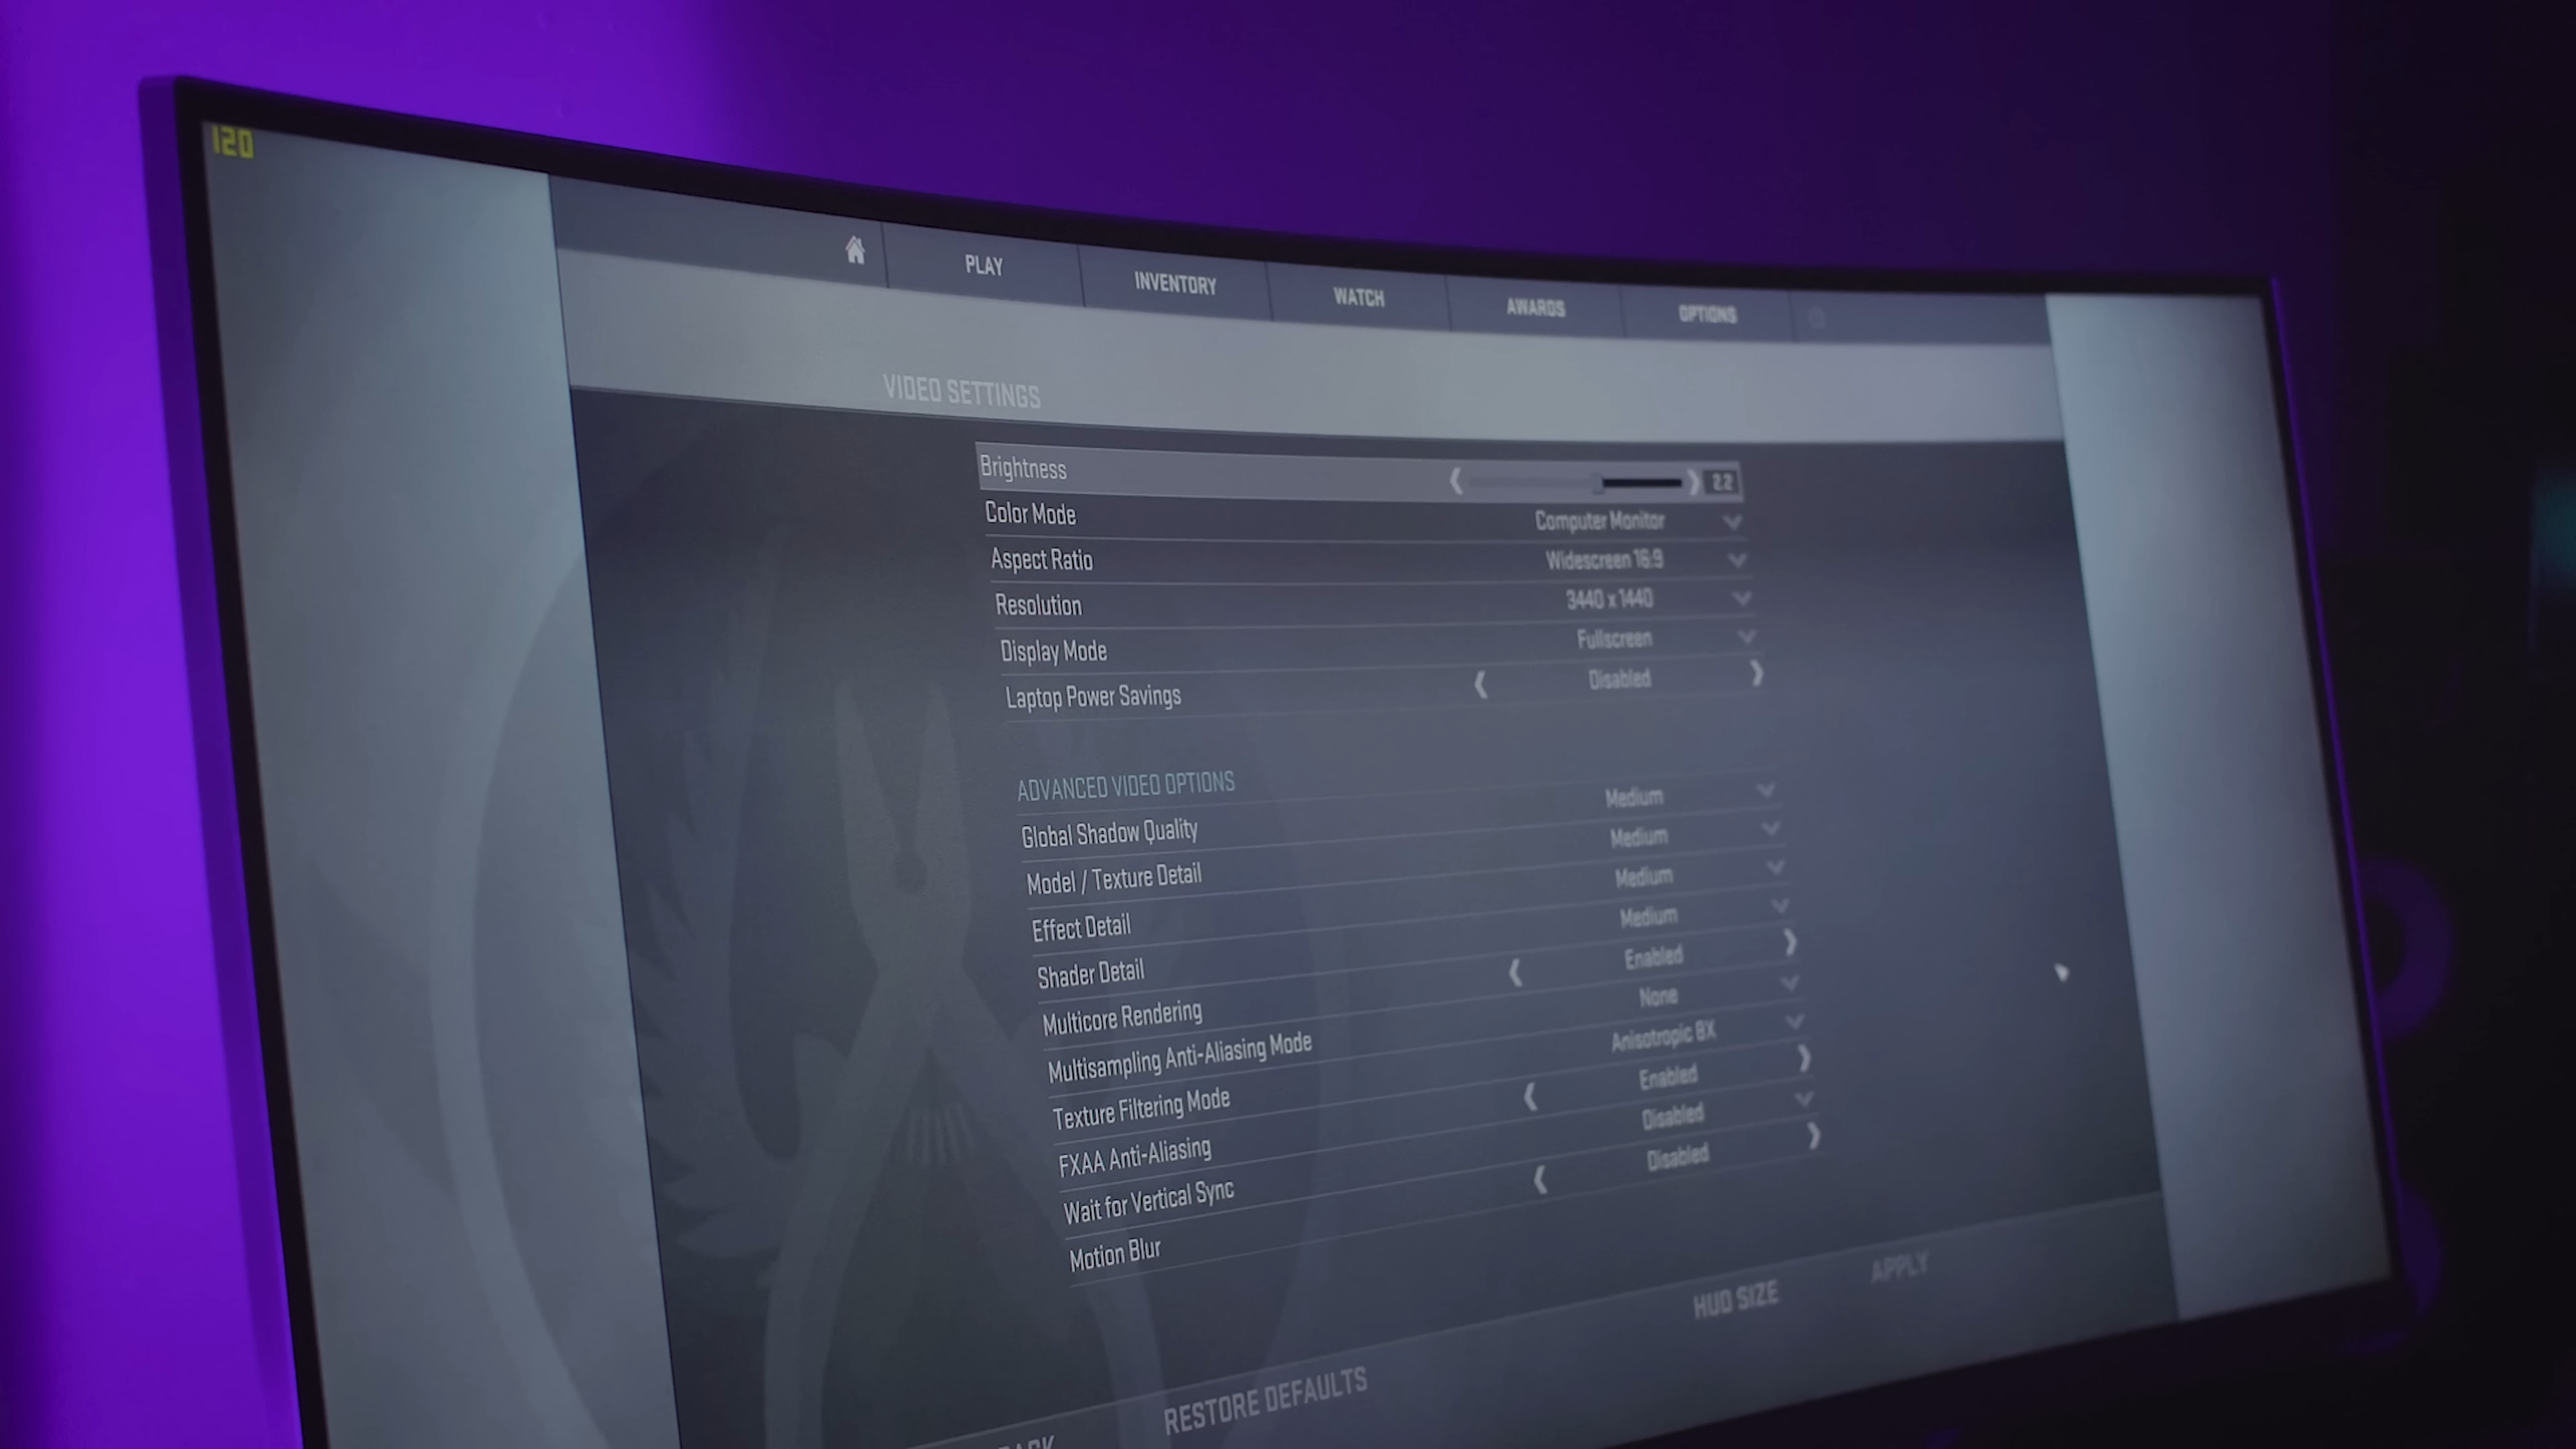 120
PLAY INVENTORY WATCH AWARDS OPTIONS
VIDEO SETTINGS
Brightness 2.2
Color Mode Computer Monitor
Aspect Ratio Widescreen 16:9
Resolution 3440 x 1440
Display Mode Fullscreen
Laptop Power Savings Disabled
ADVANCED VIDEO OPTIONS
Global Shadow Quality Medium
Model / Texture Detail Medium
Effect Detail Medium
Shader Detail Medium
Multicore Rendering Enabled
Multisampling Anti-Aliasing Mode None
Texture Filtering Mode Anisotropic 8X
FXAA Anti-Aliasing Enabled
Wait for Vertical Sync Disabled
Motion Blur Disabled
HUD SIZE APPLY
RESTORE DEFAULTS